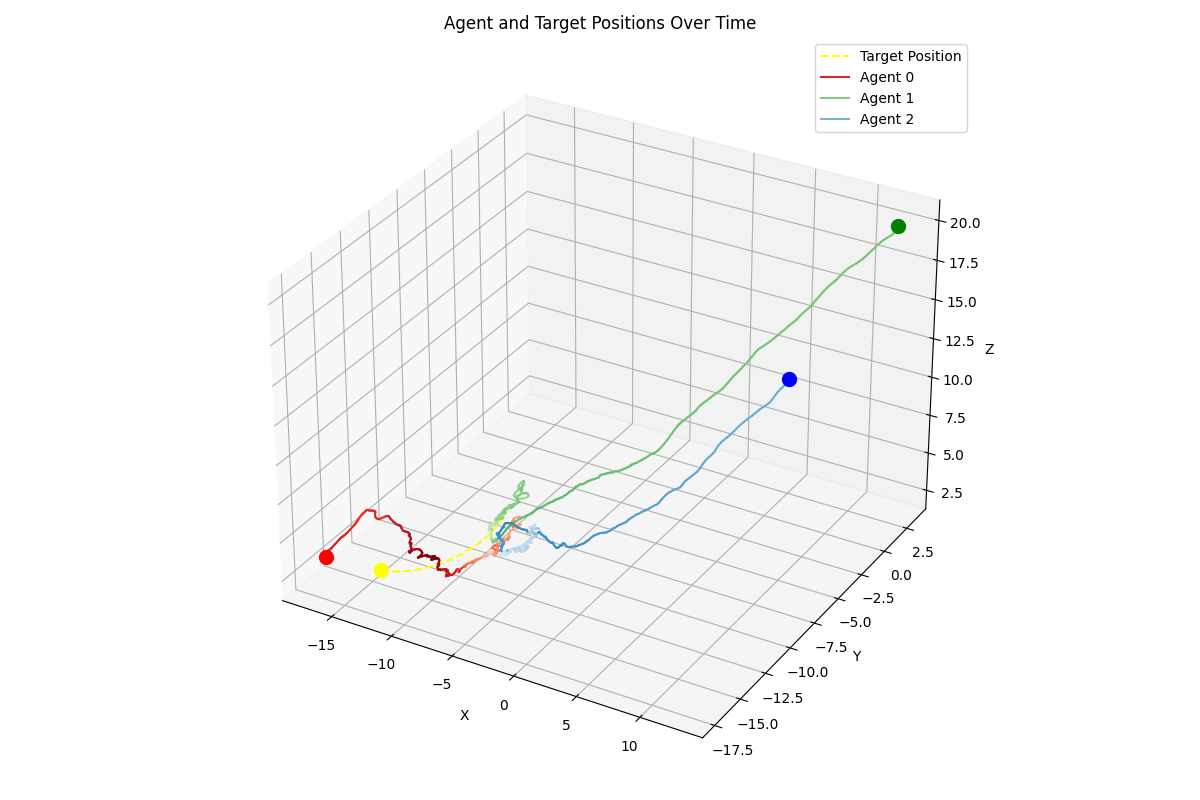 Agent and Target Positions Over Time
Target Position
Agent 0
Agent 1
Agent 2
20.0
17.5
15.0
12.5
10.0
7.5
5.0
2.5
Z
2.5
0.0
−2.5
−5.0
−7.5
−10.0
−12.5
−15.0
−17.5
Y
−15
−10
−5
0
5
10
X